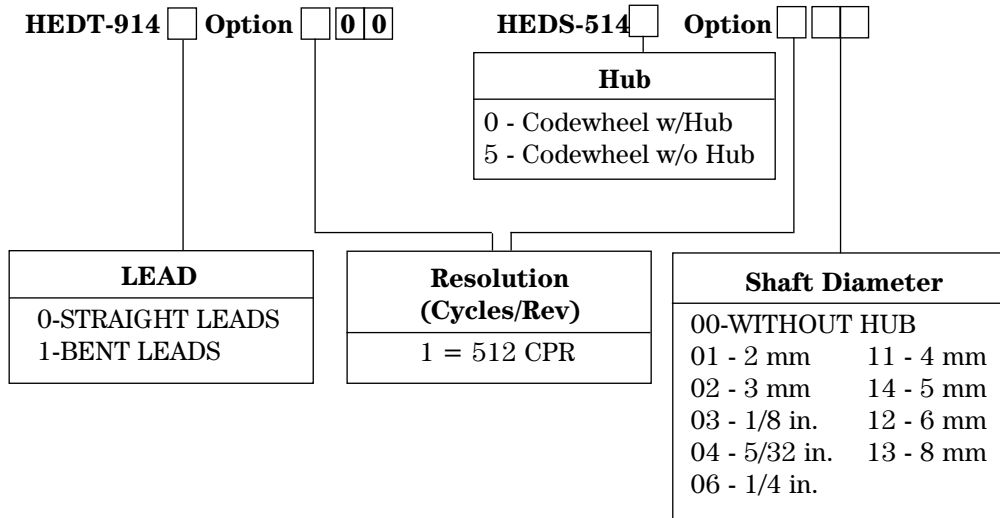 HEDT-914 Option 0 0
HEDS-514 Option
Hub
0 - Codewheel w/Hub
5 - Codewheel w/o Hub
LEAD
0-STRAIGHT LEADS
1-BENT LEADS
Resolution
(Cycles/Rev)
1 = 512 CPR
Shaft Diameter
00-WITHOUT HUB
01 - 2 mm 11 - 4 mm
02 - 3 mm 14 - 5 mm
03 - 1/8 in. 12 - 6 mm
04 - 5/32 in. 13 - 8 mm
06 - 1/4 in.